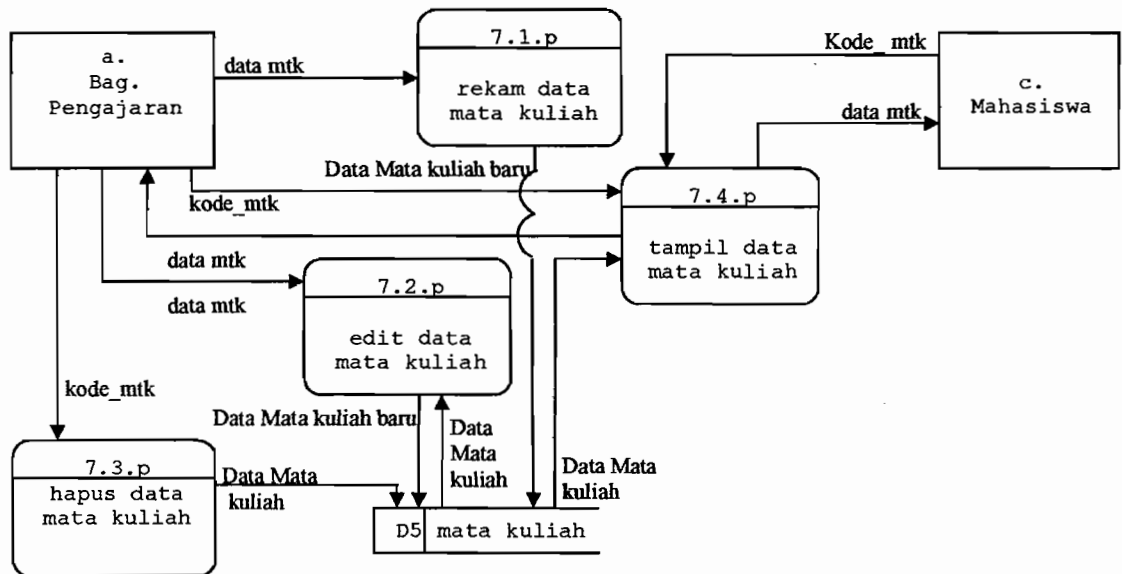 a.
Bag.
Pengajaran
data mtk
7.1.p
rekam data
mata kuliah
Kode_ mtk
c.
Mahasiswa
data mtk
Data Mata kuliah baru
kode_mtk
7.4.p
tampil data
mata kuliah
data mtk
data mtk
7.2.p
edit data
mata kuliah
kode_mtk
Data Mata kuliah baru
Data
Mata
kuliah
Data Mata
kuliah
7.3.p
hapus data
mata kuliah
Data Mata
kuliah
D5 mata kuliah